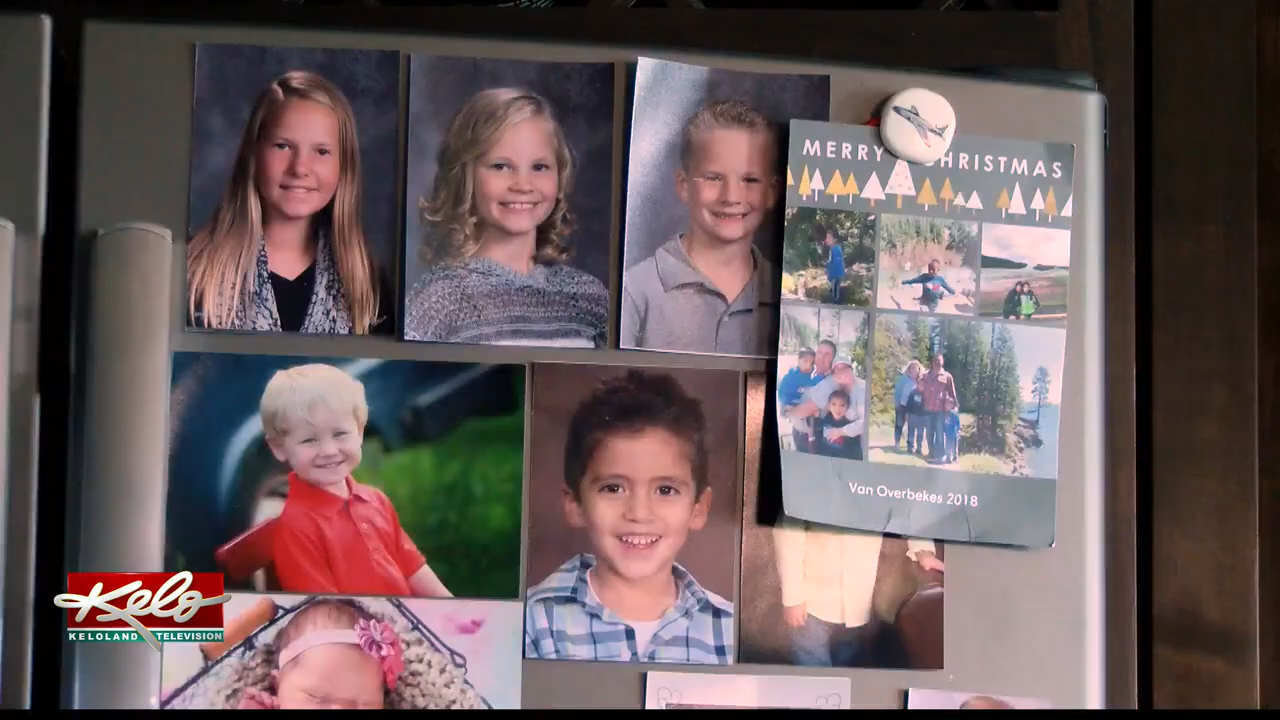 MERRY CHRISTMAS
Van Overbekes 2018
Kelo
KELOLAND TELEVISION